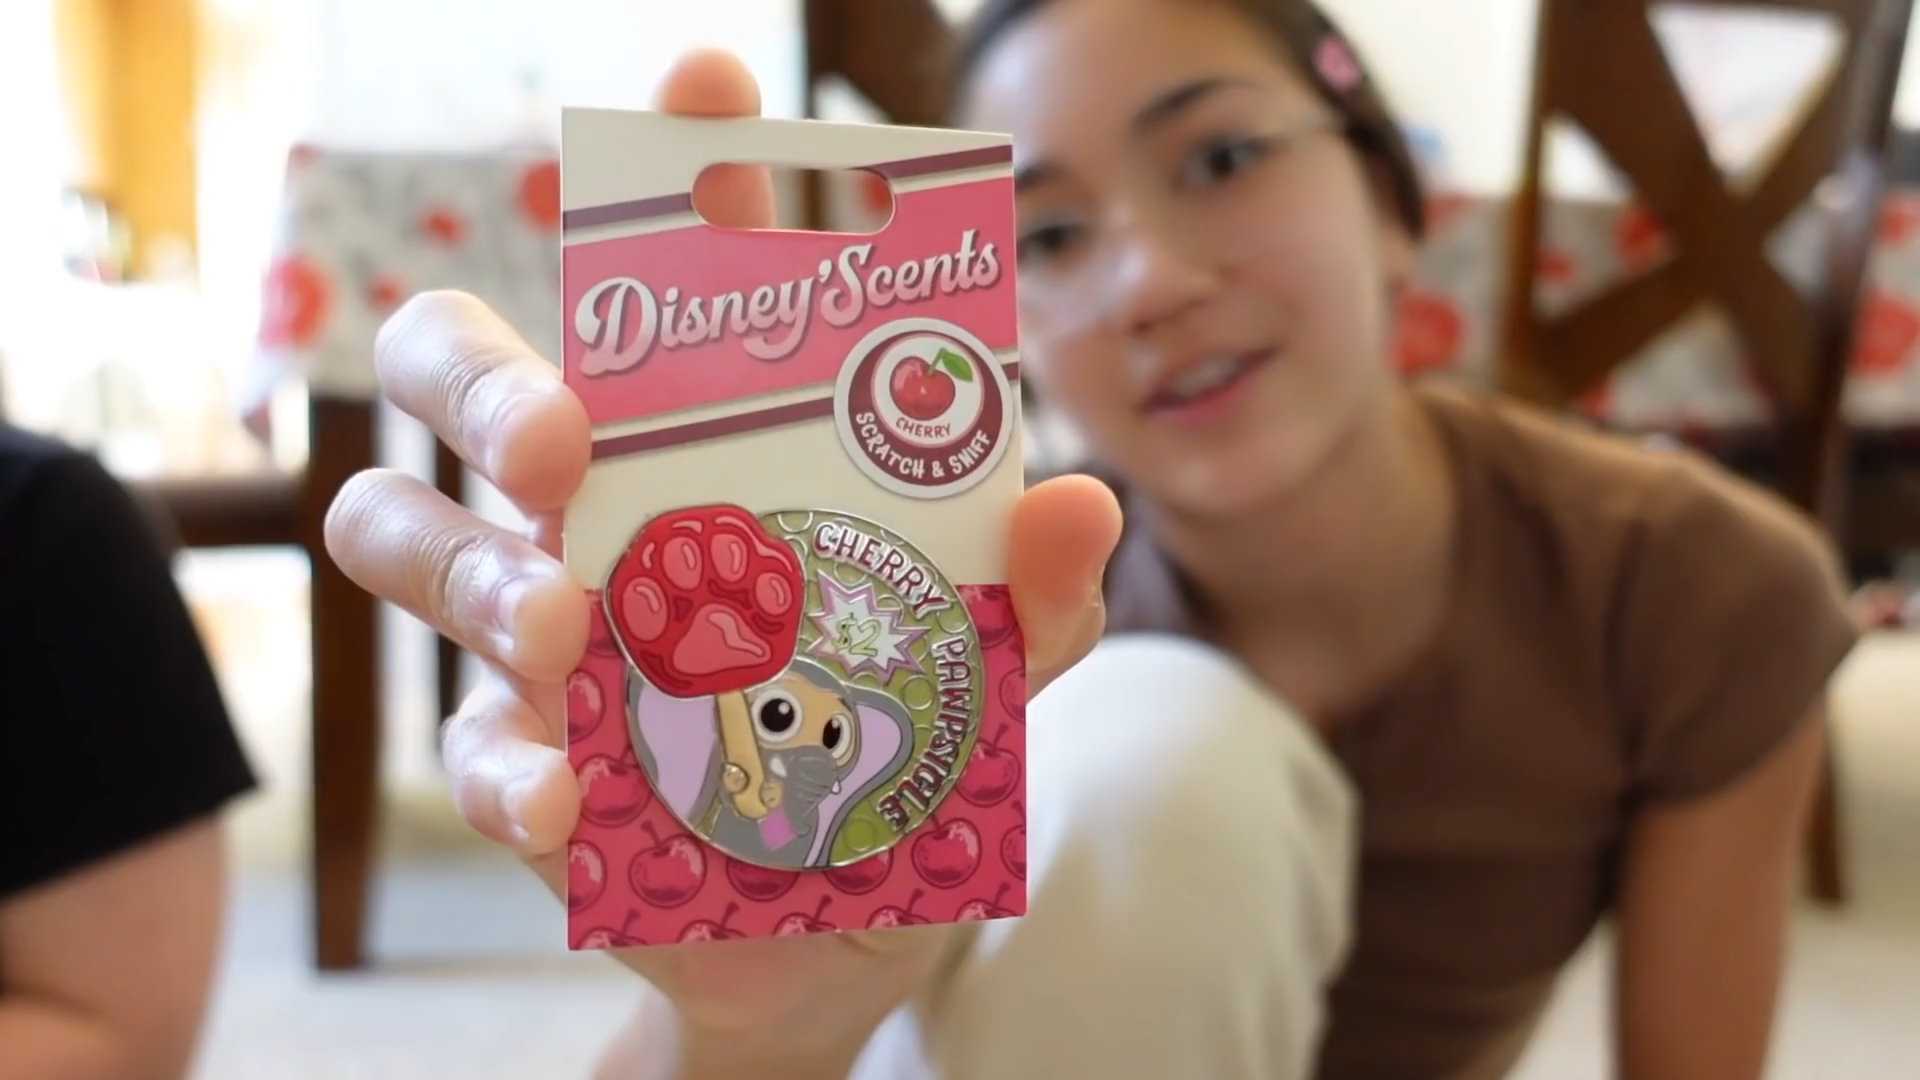 Disney'Scents
CHERRY
SCRATCH & SNIFF
CHERRY PAWPSICLE
$2